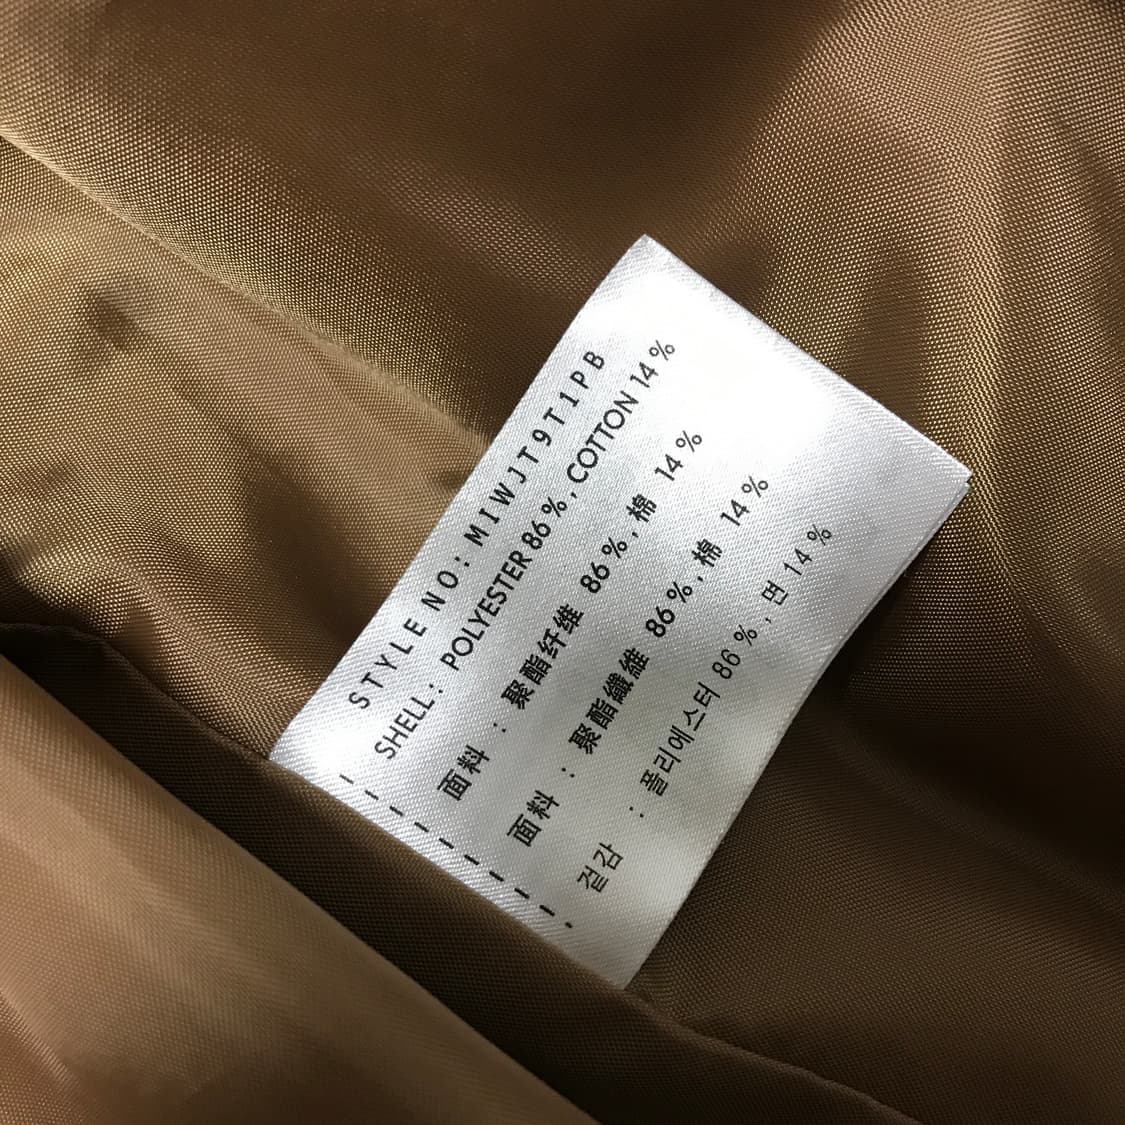 STYLE NO: MIWJT9T1PB
SHELL: POLYESTER 86%, COTTON 14%
面料 : 聚酯纤维 86%, 棉 14%
面料 : 聚酯纖維 86%, 棉 14%
겉감 : 폴리에스터 86%, 면 14%